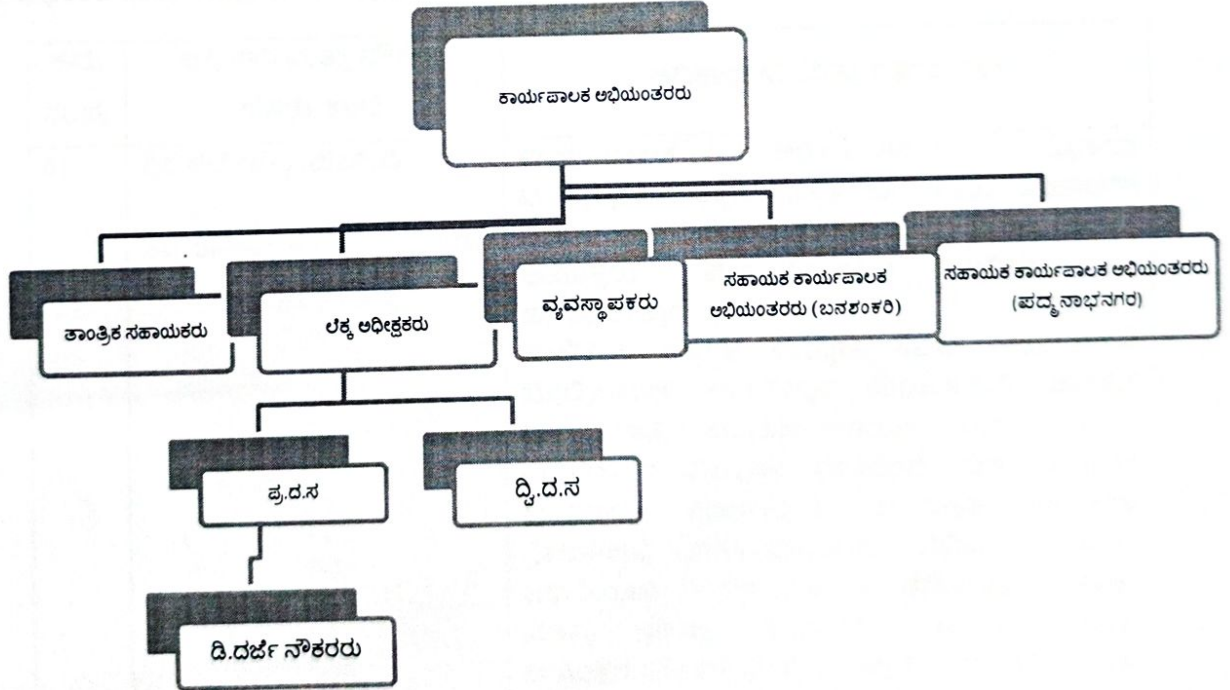 ಕಾರ್ಯಪಾಲಕ ಅಭಿಯಂತರರು
ತಾಂತ್ರಿಕ ಸಹಾಯಕರು
ಲೆಕ್ಕ ಅಧೀಕ್ಷಕರು
ವ್ಯವಸ್ಥಾಪಕರು
ಸಹಾಯಕ ಕಾರ್ಯಪಾಲಕ
ಅಭಿಯಂತರರು (ಬನಶಂಕರಿ)
ಸಹಾಯಕ ಕಾರ್ಯಪಾಲಕ ಅಭಿಯಂತರರು
(ಪದ್ಮನಾಭನಗರ)
ಪ್ರ.ದ.ಸ
ದ್ವಿ.ದ.ಸ
ಡಿ.ದರ್ಜೆ ನೌಕರರು